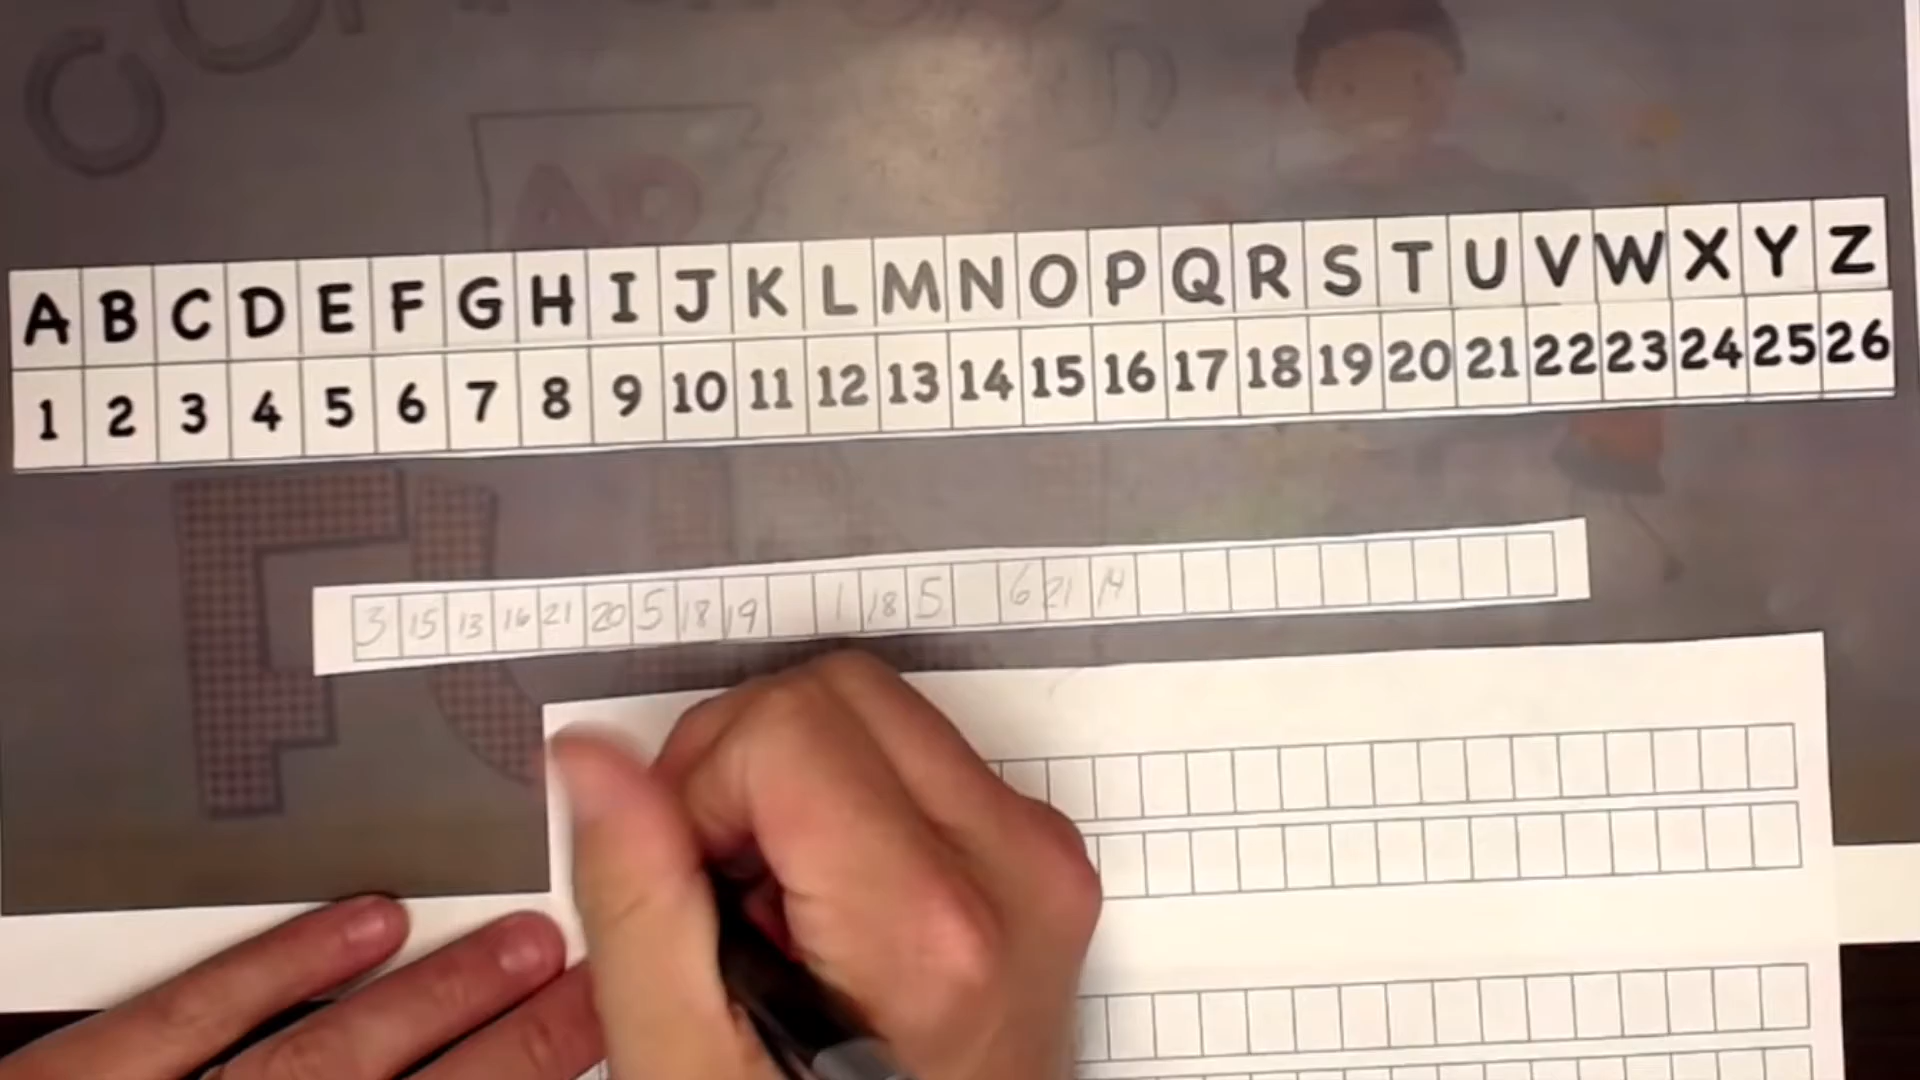 A B C D E F G H I J K L M N O P Q R S T U V W X Y Z
1 2 3 4 5 6 7 8 9 10 11 12 13 14 15 16 17 18 19 20 21 22 23 24 25 26
3 15 13 16 21 20 5 18 19 1 18 5 6 21 14